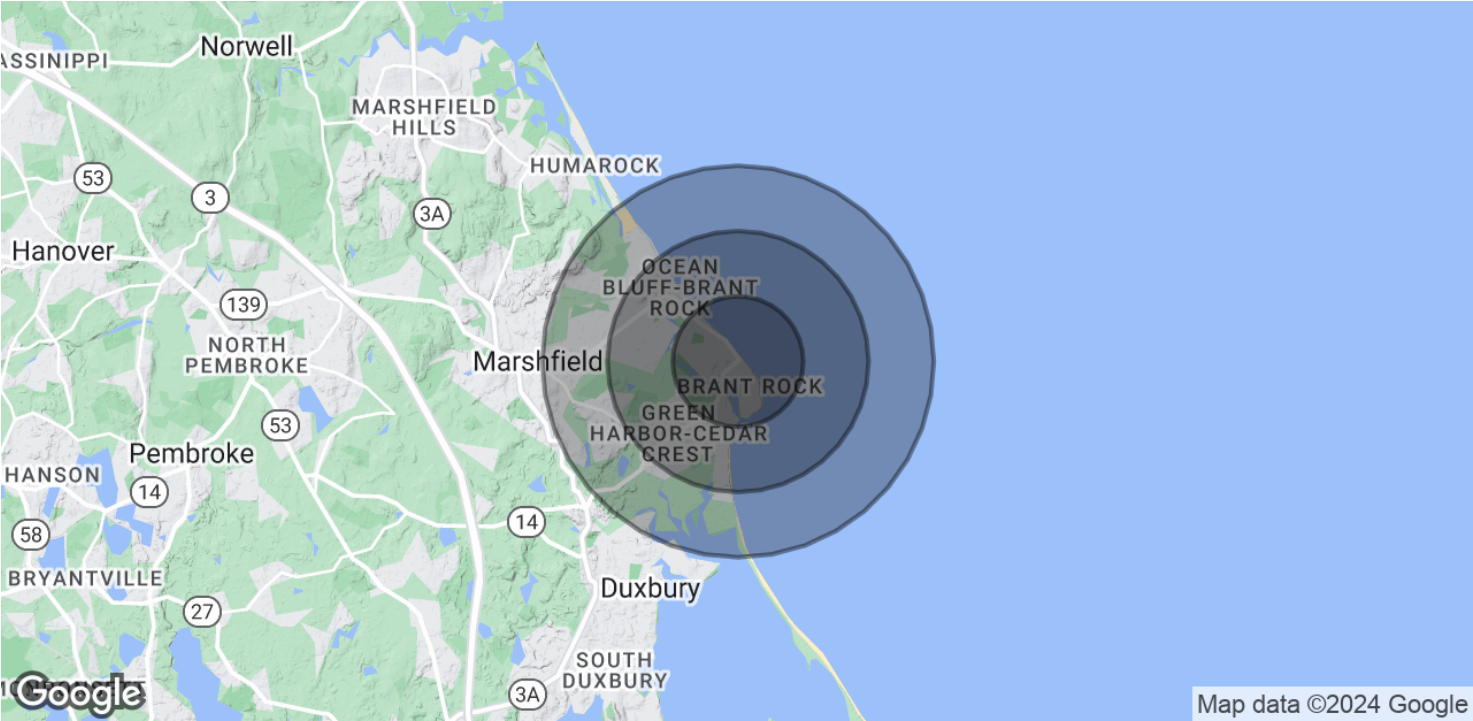 Norwell
ASSINIPPI
MARSHFIELD
HILLS
HUMAROCK
53
3
3A
Hanover
OCEAN
BLUFF-BRANT
ROCK
139
NORTH
PEMBROKE
Marshfield
BRANT ROCK
GREEN
HARBOR-CEDAR
CREST
53
Pembroke
HANSON
14
14
58
BRYANTVILLE
Duxbury
27
SOUTH
DUXBURY
3A
Google
Map data ©2024 Google